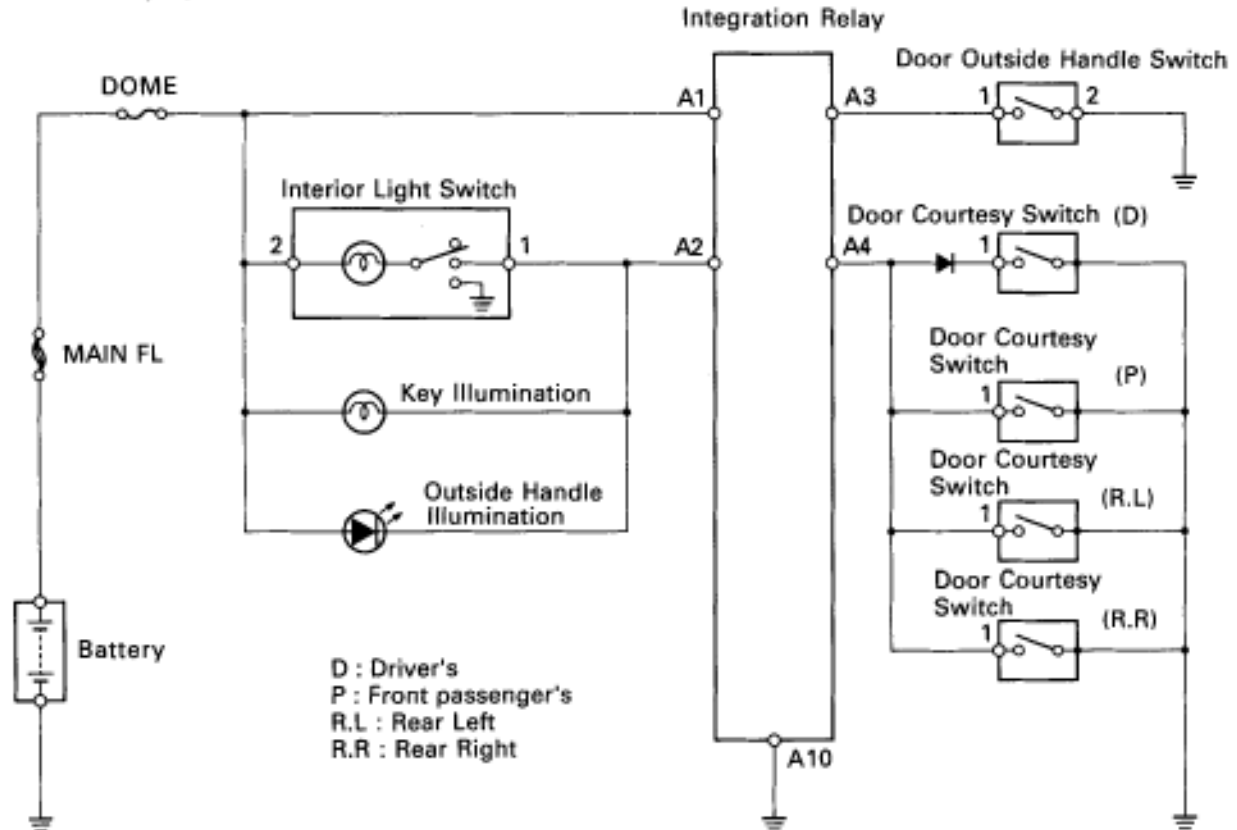 Integration Relay
Door Outside Handle Switch
DOME
A1
A3
1
2
Interior Light Switch
Door Courtesy Switch (D)
2
1
A2
A4
1
MAIN FL
Door Courtesy
Switch
(P)
1
Key Illumination
Door Courtesy
Switch
(R.L)
1
Outside Handle
Illumination
Door Courtesy
Switch
(R.R)
1
Battery
D : Driver's
P : Front passenger's
R.L : Rear Left
R.R : Rear Right
A10